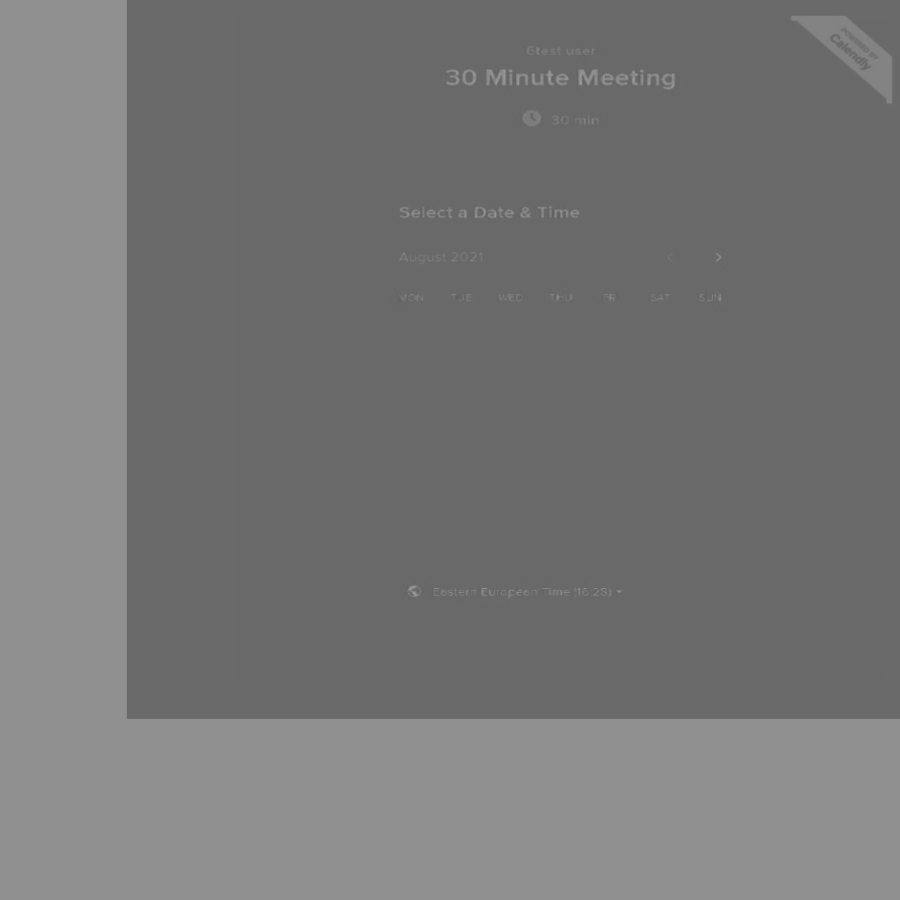 6test user
30 Minute Meeting
30 min
POWERED BY
Calendly
Select a Date & Time
August 2021
MON TUE WED THU FRI SAT SUN
Eastern European Time (16:28)